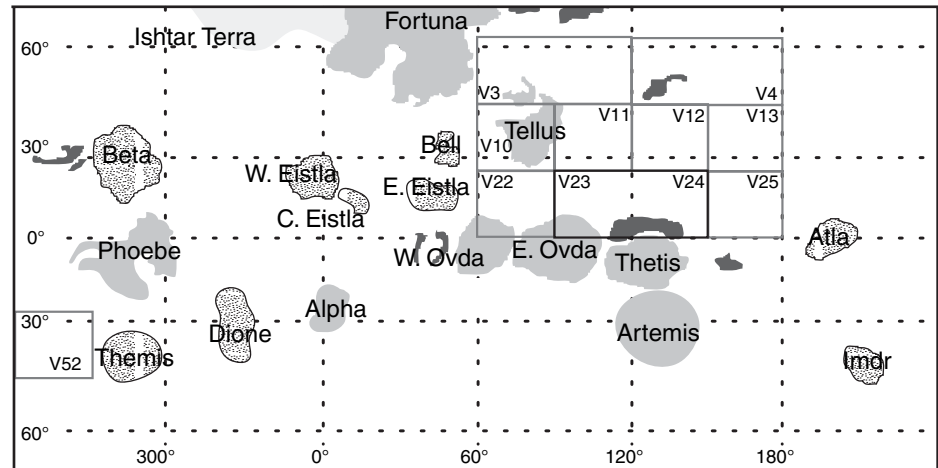 Fortuna
Ishtar Terra
60°
V3
V4
V11
V12
V13
Tellus
Bell
30°
V10
Beta
W. Eistla
E. Eistla
V22
V23
V24
V25
C. Eistla
0°
Atla
Phoebe
W. Ovda
E. Ovda
Thetis
Alpha
30°
Dione
Artemis
V52
Themis
Imdr
60°
300°
0°
60°
120°
180°